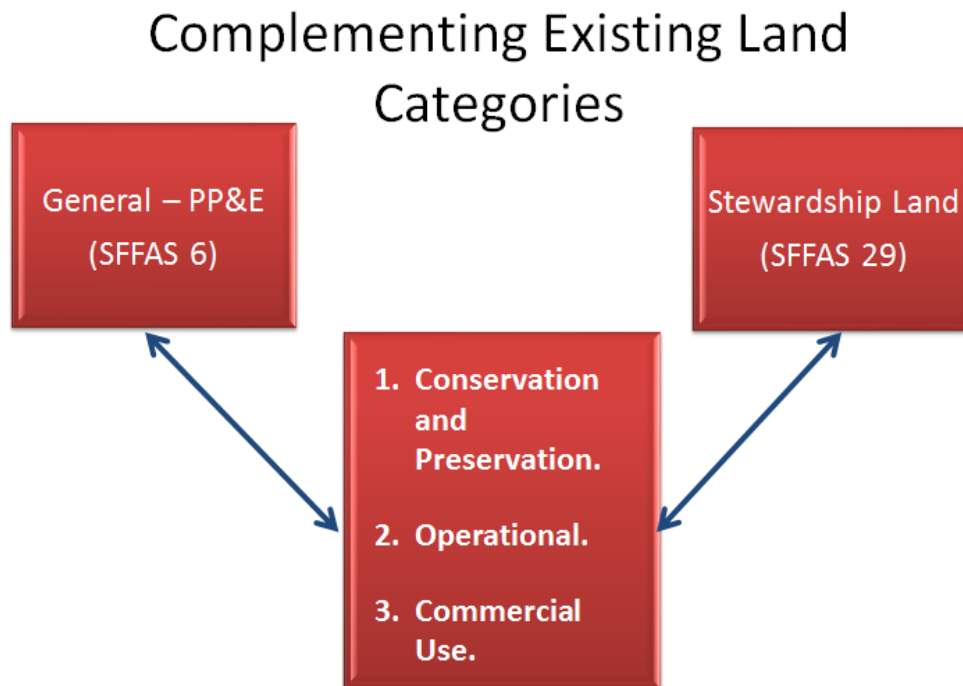 Complementing Existing Land
Categories
General – PP&E
(SFFAS 6)
Stewardship Land
(SFFAS 29)
1. Conservation
and
Preservation.
2. Operational.
3. Commercial
Use.